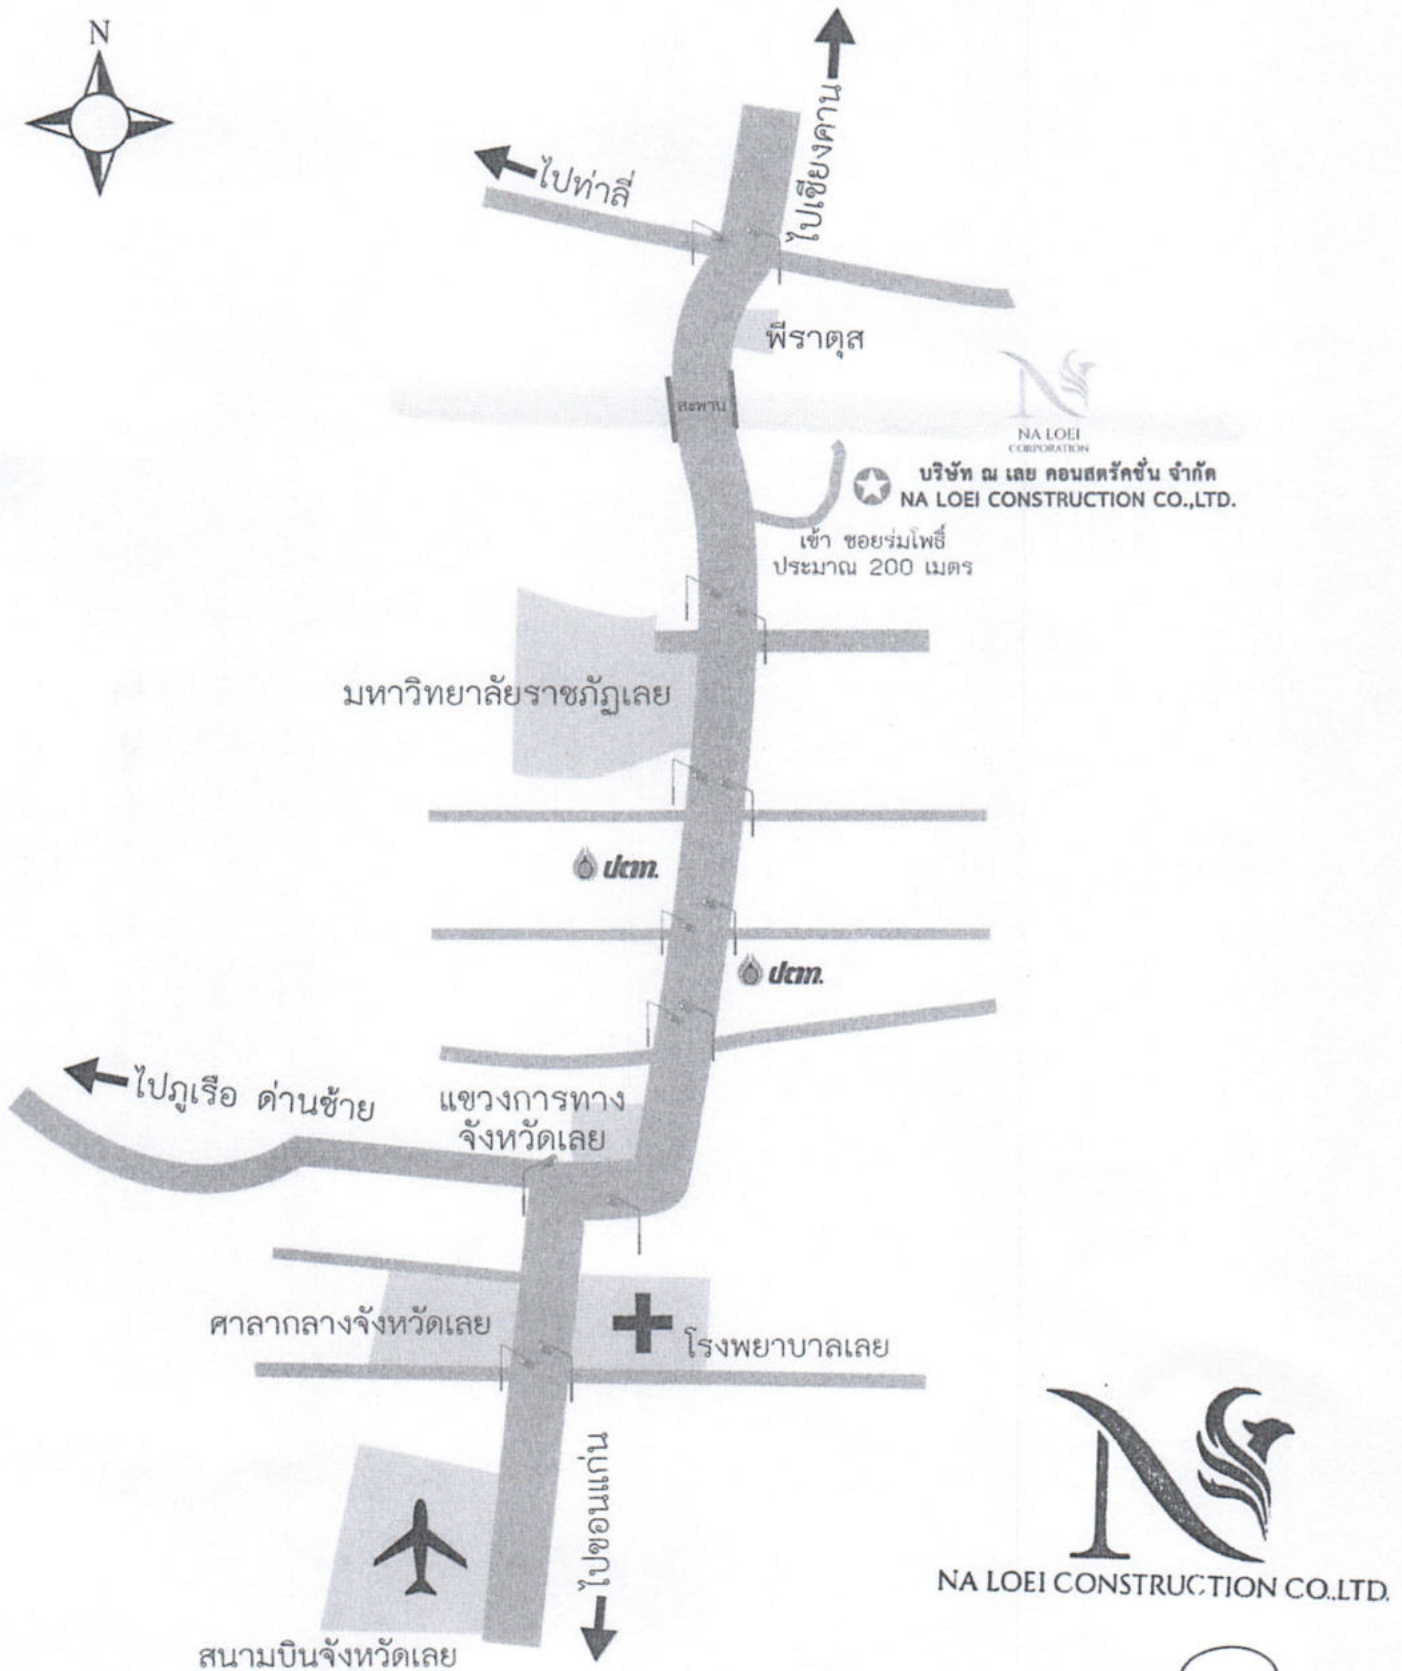 N
ไปเชียงคาน
ไปท่าลี่
พีราตุส
สะพาน
NA LOEI
CORPORATION
บริษัท ณ เลย คอนสตรัคชั่น จำกัด
NA LOEI CONSTRUCTION CO.,LTD.
เข้า ซอยร่มโพธิ์
ประมาณ 200 เมตร
มหาวิทยาลัยราชภัฏเลย
ปตท.
ปตท.
ไปภูเรือ ด่านซ้าย
แขวงการทาง
จังหวัดเลย
ศาลากลางจังหวัดเลย
โรงพยาบาลเลย
ไปขอนแก่น
สนามบินจังหวัดเลย
NA LOEI CONSTRUCTION CO.,LTD.